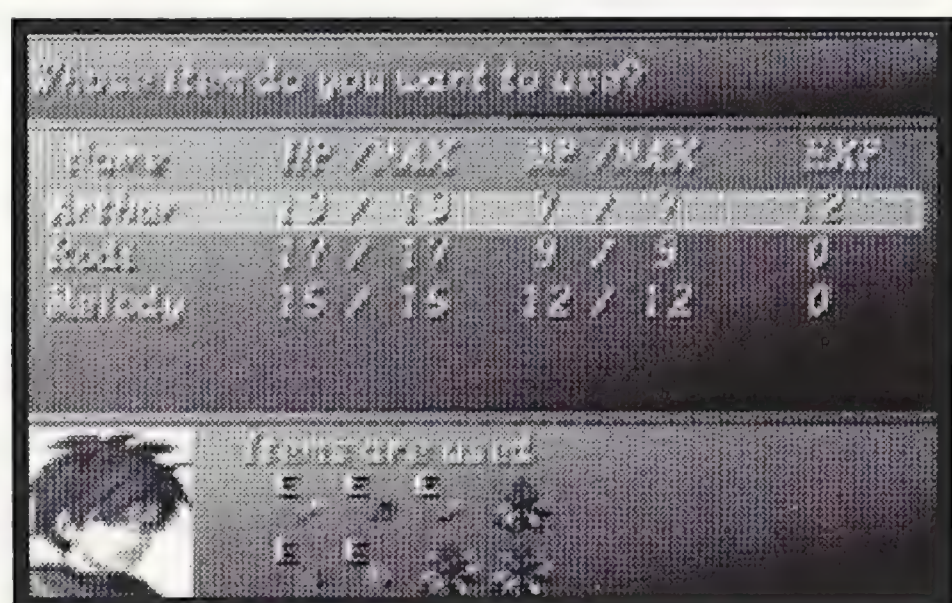 Whose item do you want to use?
Name HP / MAX MP / MAX EXP
Arthur / 12
17 / 17 9 / 9 0
Melody 15 / 15 12 / 12 0
Items are used
E E E
E E